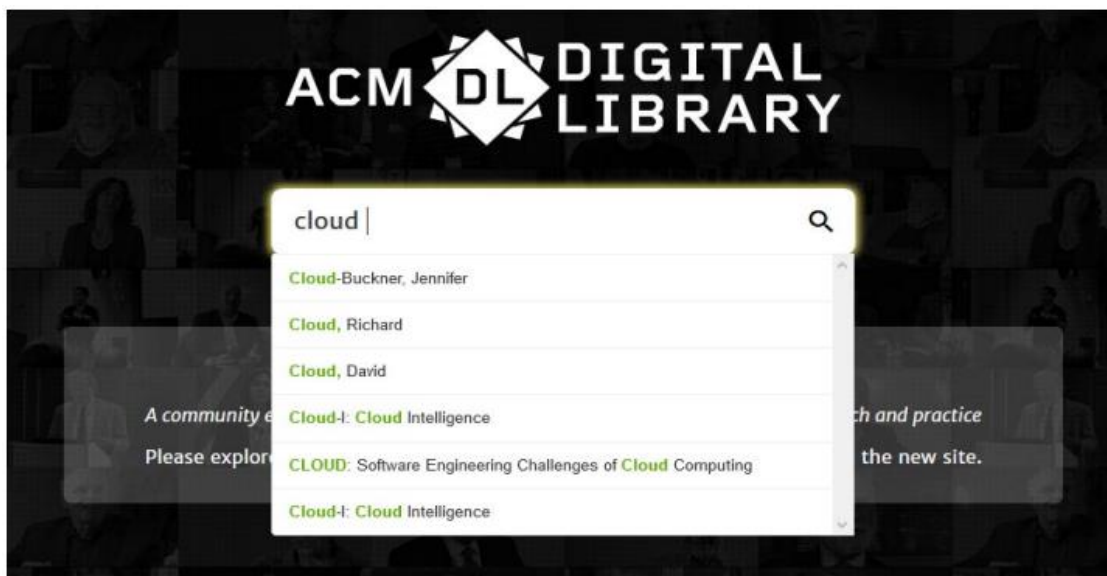 ACM DL DIGITAL LIBRARY
cloud
Cloud-Buckner, Jennifer
Cloud, Richard
Cloud, David
Cloud-I: Cloud Intelligence
CLOUD: Software Engineering Challenges of Cloud Computing
Cloud-I: Cloud Intelligence
A community e
ch and practice
Please explor
the new site.